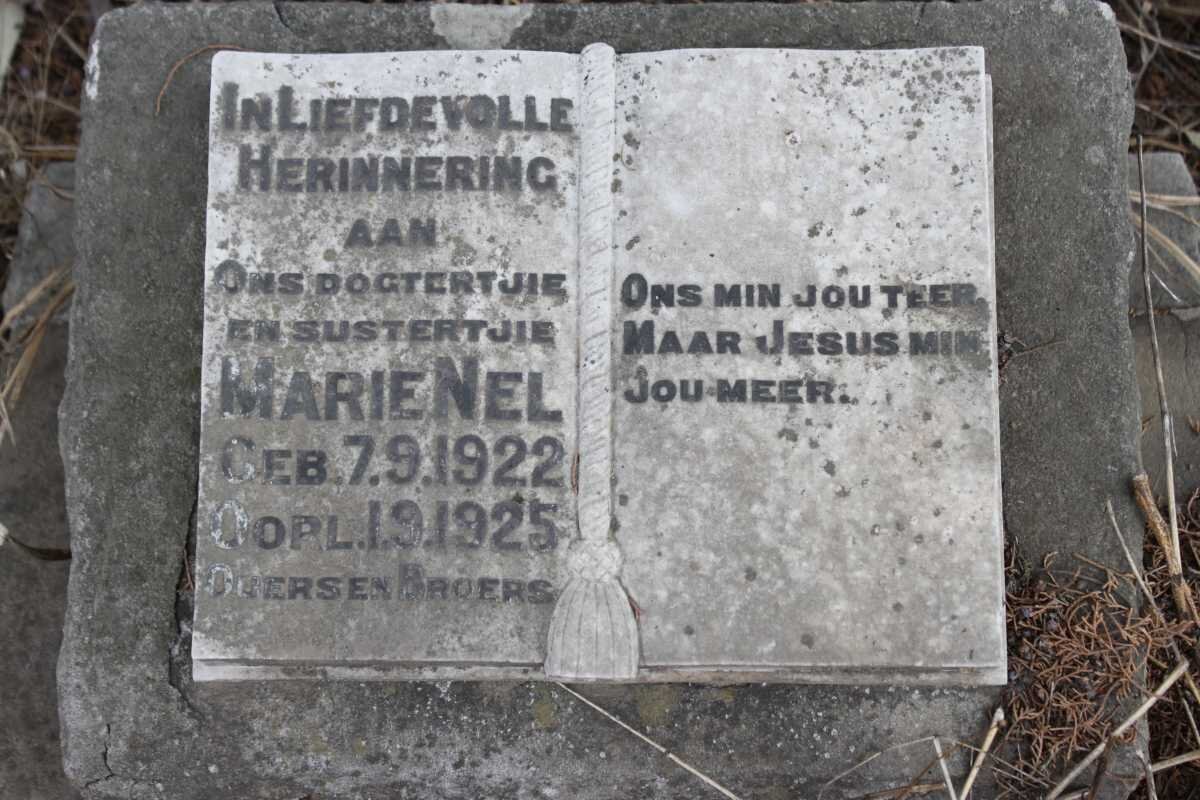 In Liefdevolle
Herinnering
aan
Ons dogtertjie
en sustertjie
Marie Nel
Geb. 7.9.1922
Oorl. 1.9.1925
Ouers en Broers
Ons min jou teer,
Maar Jesus min
jou meer.